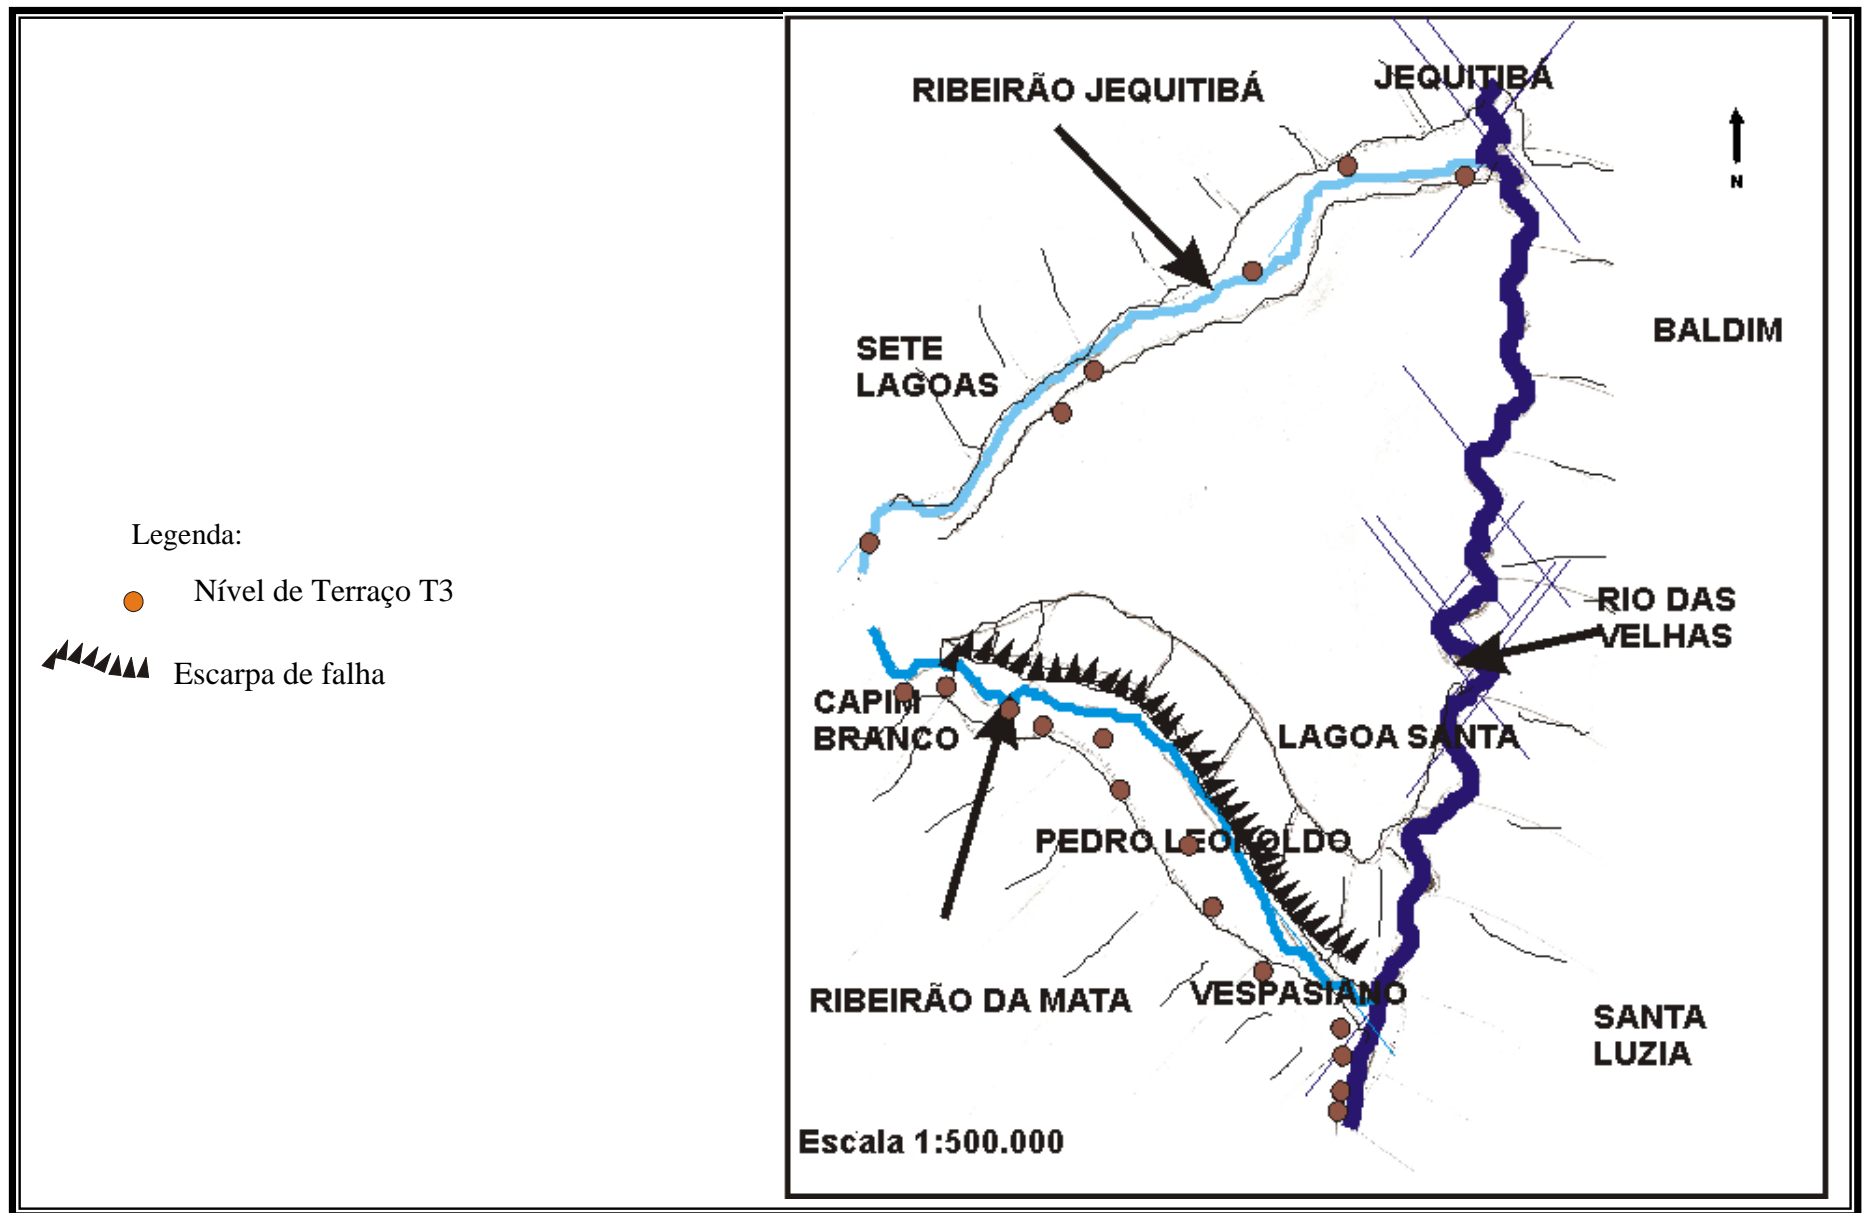 Legenda:
Nível de Terraço T3
Escarpa de falha
RIBEIRÃO JEQUITIBÁ
JEQUITIBÁ
N
BALDIM
SETE
LAGOAS
RIO DAS
VELHAS
CAPIM
BRANCO
LAGOA SANTA
PEDRO LEOPOLDO
RIBEIRÃO DA MATA
VESPASIANO
SANTA
LUZIA
Escala 1:500.000